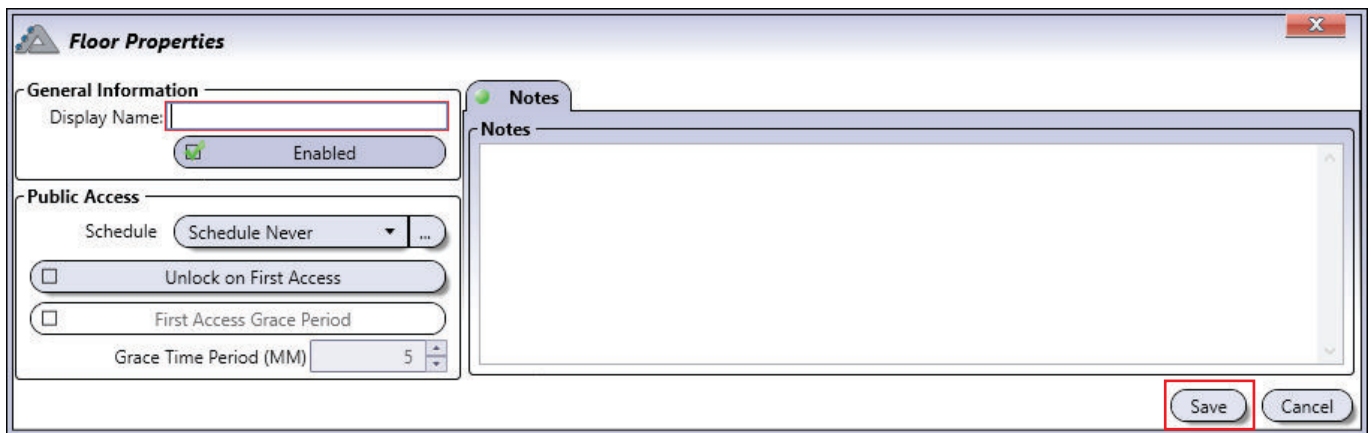 Floor Properties
X
General Information
Display Name:
Enabled
Public Access
Schedule Schedule Never ...
Unlock on First Access
First Access Grace Period
Grace Time Period (MM) 5
Notes
Notes
Save Cancel